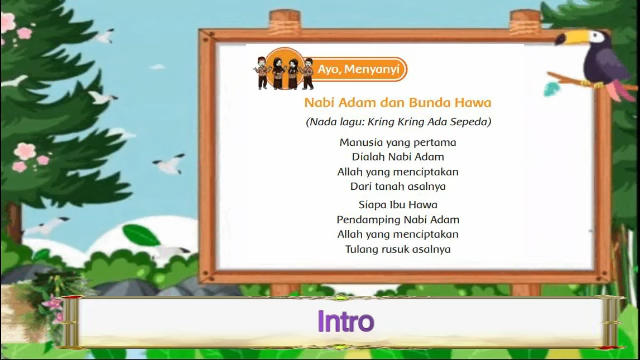 Ayo, Menyanyi
Nabi Adam dan Bunda Hawa
(Nada lagu: Kring Kring Ada Sepeda)
Manusia yang pertama
Dialah Nabi Adam
Allah yang menciptakan
Dari tanah asalnya
Siapa Ibu Hawa
Pendamping Nabi Adam
Allah yang menciptakan
Tulang rusuk asalnya
Intro